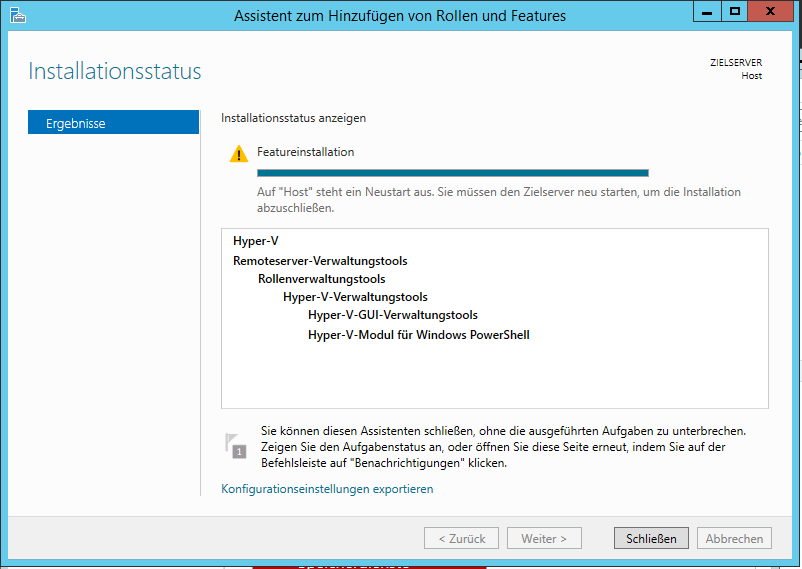 Assistent zum Hinzufügen von Rollen und Features
Installationsstatus
ZIELSERVER
Host
Ergebnisse
Installationsstatus anzeigen
Featureinstallation
Auf "Host" steht ein Neustart aus. Sie müssen den Zielserver neu starten, um die Installation
abzuschließen.
Hyper-V
Remoteserver-Verwaltungstools
Rollenverwaltungstools
Hyper-V-Verwaltungstools
Hyper-V-GUI-Verwaltungstools
Hyper-V-Modul für Windows PowerShell
1
Sie können diesen Assistenten schließen, ohne die ausgeführten Aufgaben zu unterbrechen.
Zeigen Sie den Aufgabenstatus an, oder öffnen Sie diese Seite erneut, indem Sie auf der
Befehlsleiste auf "Benachrichtigungen" klicken.
Konfigurationseinstellungen exportieren
< Zurück
Weiter >
Schließen
Abbrechen